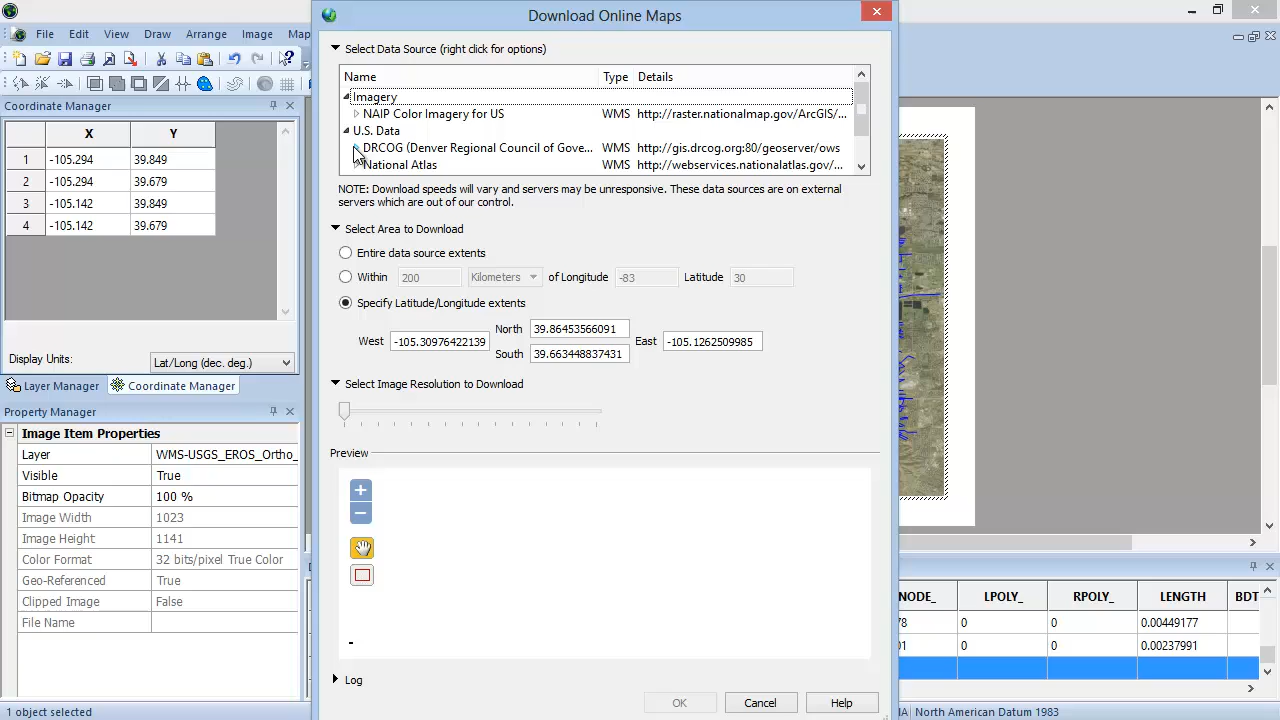 Download Online Maps
File Edit View Draw Arrange Image Map
Coordinate Manager
X Y
1 -105.294 39.849
2 -105.294 39.679
3 -105.142 39.849
4 -105.142 39.679
Display Units: Lat/Long (dec. deg.)
Layer Manager Coordinate Manager
Property Manager
Image Item Properties
Layer WMS-USGS_EROS_Ortho_
Visible True
Bitmap Opacity 100 %
Image Width 1023
Image Height 1141
Color Format 32 bits/pixel True Color
Geo-Referenced True
Clipped Image False
File Name
1 object selected
Select Data Source (right click for options)
Name Type Details
Imagery
NAIP Color Imagery for US WMS http://raster.nationalmap.gov/ArcGIS/...
U.S. Data
DRCOG (Denver Regional Council of Gove... WMS http://gis.drcog.org:80/geoserver/ows
National Atlas WMS http://webservices.nationalatlas.gov/...
NOTE: Download speeds will vary and servers may be unresponsive. These data sources are on external
servers which are out of our control.
Select Area to Download
Entire data source extents
Within 200 Kilometers of Longitude -83 Latitude 30
Specify Latitude/Longitude extents
North 39.86453566091
West -105.3097645239 East -105.1262509985
South 39.663448837431
Select Image Resolution to Download
Preview
+
−
-
Log
OK Cancel Help
NODE_ LPOLY_ RPOLY_ LENGTH BDT
78 0 0 0.00449177
01 0 0 0.00237991
North American Datum 1983